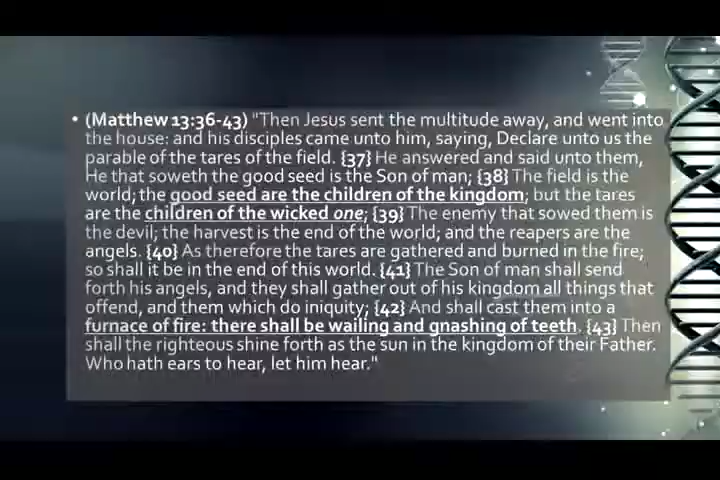 • (Matthew 13:36-43) "Then Jesus sent the multitude away, and went into
the house: and his disciples came unto him, saying, Declare unto us the
parable of the tares of the field. {37} He answered and said unto them,
He that soweth the good seed is the Son of man; {38} The field is the
world; the good seed are the children of the kingdom; but the tares
are the children of the wicked one; {39} The enemy that sowed them is
the devil; the harvest is the end of the world; and the reapers are the
angels. {40} As therefore the tares are gathered and burned in the fire;
so shall it be in the end of this world. {41} The Son of man shall send
forth his angels, and they shall gather out of his kingdom all things that
offend, and them which do iniquity; {42} And shall cast them into a
furnace of fire: there shall be wailing and gnashing of teeth. {43} Then
shall the righteous shine forth as the sun in the kingdom of their Father.
Who hath ears to hear, let him hear."